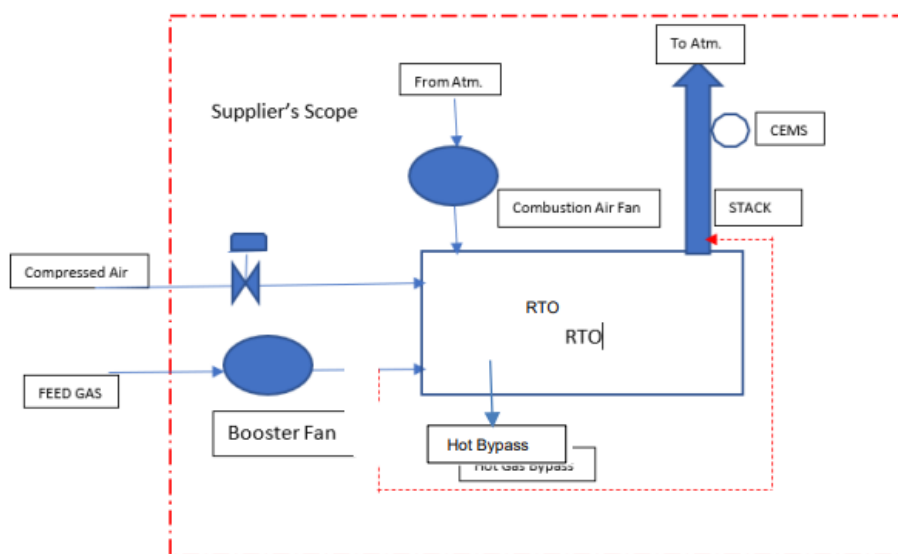 To Atm.
From Atm.
Supplier's Scope
CEMS
Combustion Air Fan
STACK
Compressed Air
RTO
RTO
FEED GAS
Booster Fan
Hot Bypass
Hot Gas Bypass